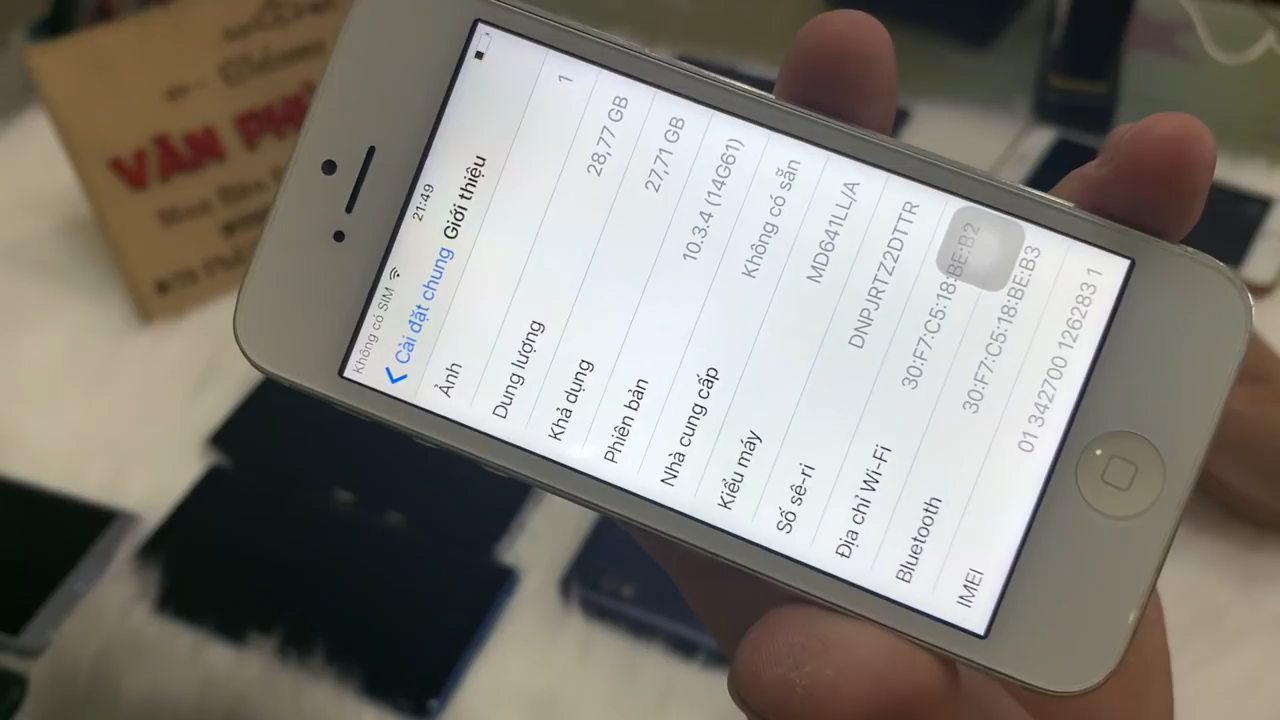 Không có SIM 21:49
Cài đặt chung Giới thiệu
Ảnh 1
Dung lượng 28,77 GB
Khả dụng 27,71 GB
Phiên bản 10.3.4 (14G61)
Nhà cung cấp Không có sẵn
Kiểu máy MD641LL/A
Số sê-ri DNPJRTZ2DTTR
Địa chỉ Wi-Fi 30:F7:C5:18:BE:B2
Bluetooth 30:F7:C5:18:BE:B3
IMEI 01 342700 126283 1
VĂN